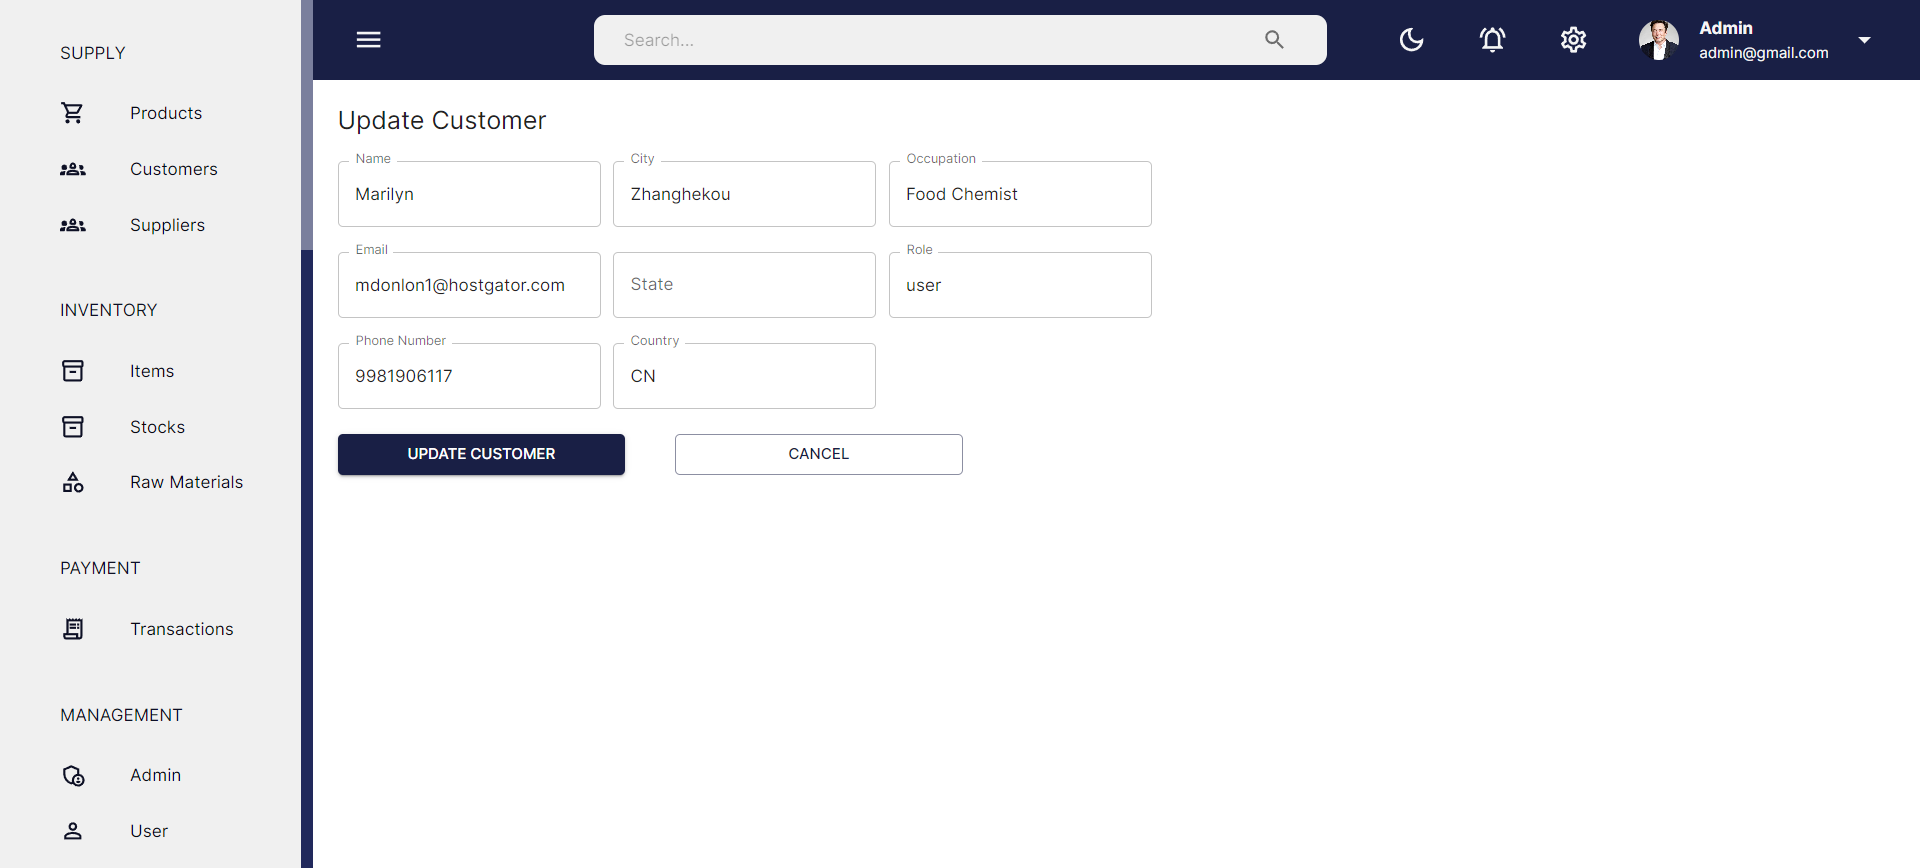 SUPPLY
Products
Customers
Suppliers
INVENTORY
Items
Stocks
Raw Materials
PAYMENT
Transactions
MANAGEMENT
Admin
User
Search...
Admin
admin@gmail.com
Update Customer
Name
Marilyn
City
Zhanghekou
Occupation
Food Chemist
Email
mdonlon1@hostgator.com
State
Role
user
Phone Number
9981906117
Country
CN
UPDATE CUSTOMER
CANCEL